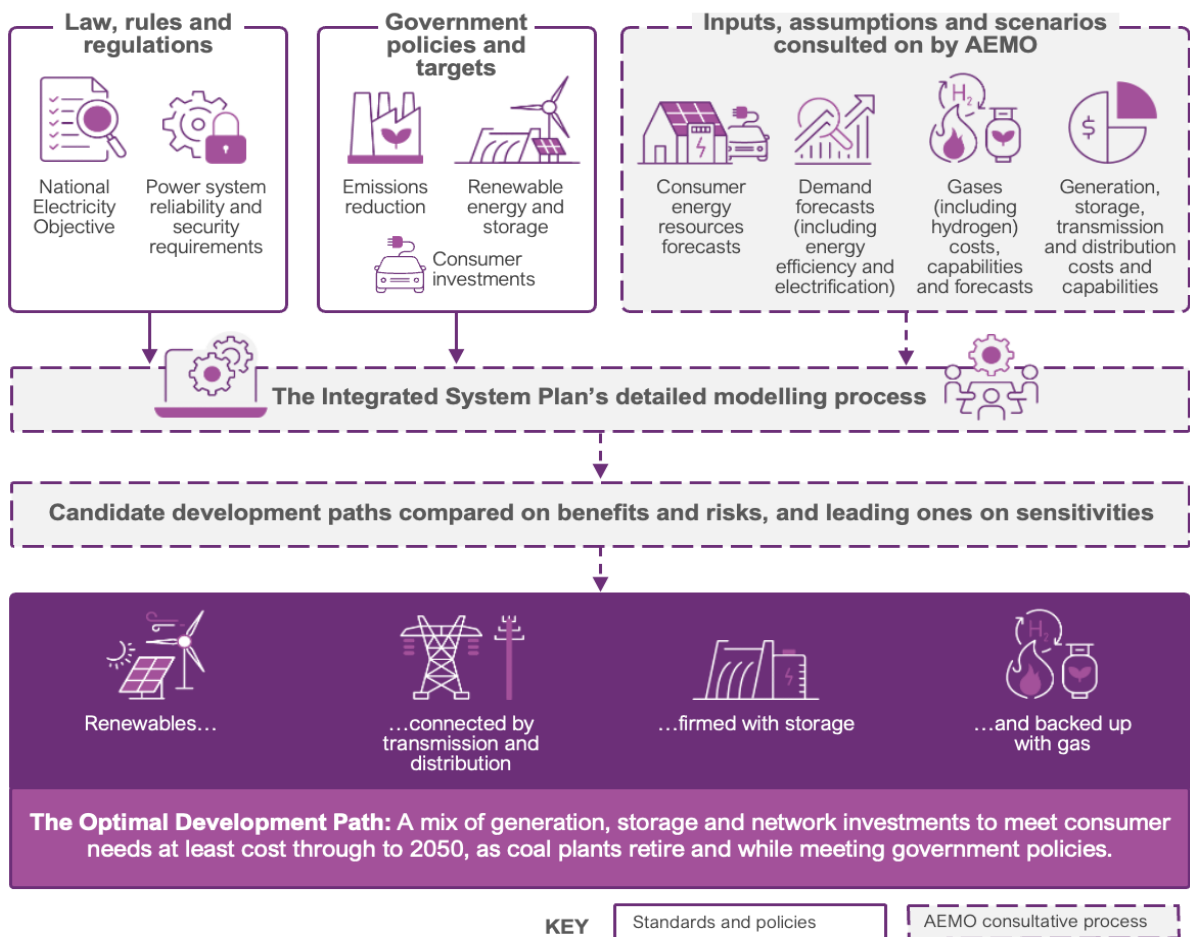 Law, rules and
regulations
National
Electricity
Objective
Power system
reliability and
security
requirements
Government
policies and
targets
Emissions
reduction
Renewable
energy and
storage
Consumer
investments
Inputs, assumptions and scenarios
consulted on by AEMO
Consumer
energy
resources
forecasts
Demand
forecasts
(including
energy
efficiency and
electrification)
H2
Gases
(including
hydrogen)
costs,
capabilities
and forecasts
$
Generation,
storage,
transmission
and distribution
costs and
capabilities
The Integrated System Plan's detailed modelling process
Candidate development paths compared on benefits and risks, and leading ones on sensitivities
Renewables…
…connected by
transmission and
distribution
…firmed with storage
H2
…and backed up
with gas
The Optimal Development Path: A mix of generation, storage and network investments to meet consumer
needs at least cost through to 2050, as coal plants retire and while meeting government policies.
KEY
Standards and policies
AEMO consultative process